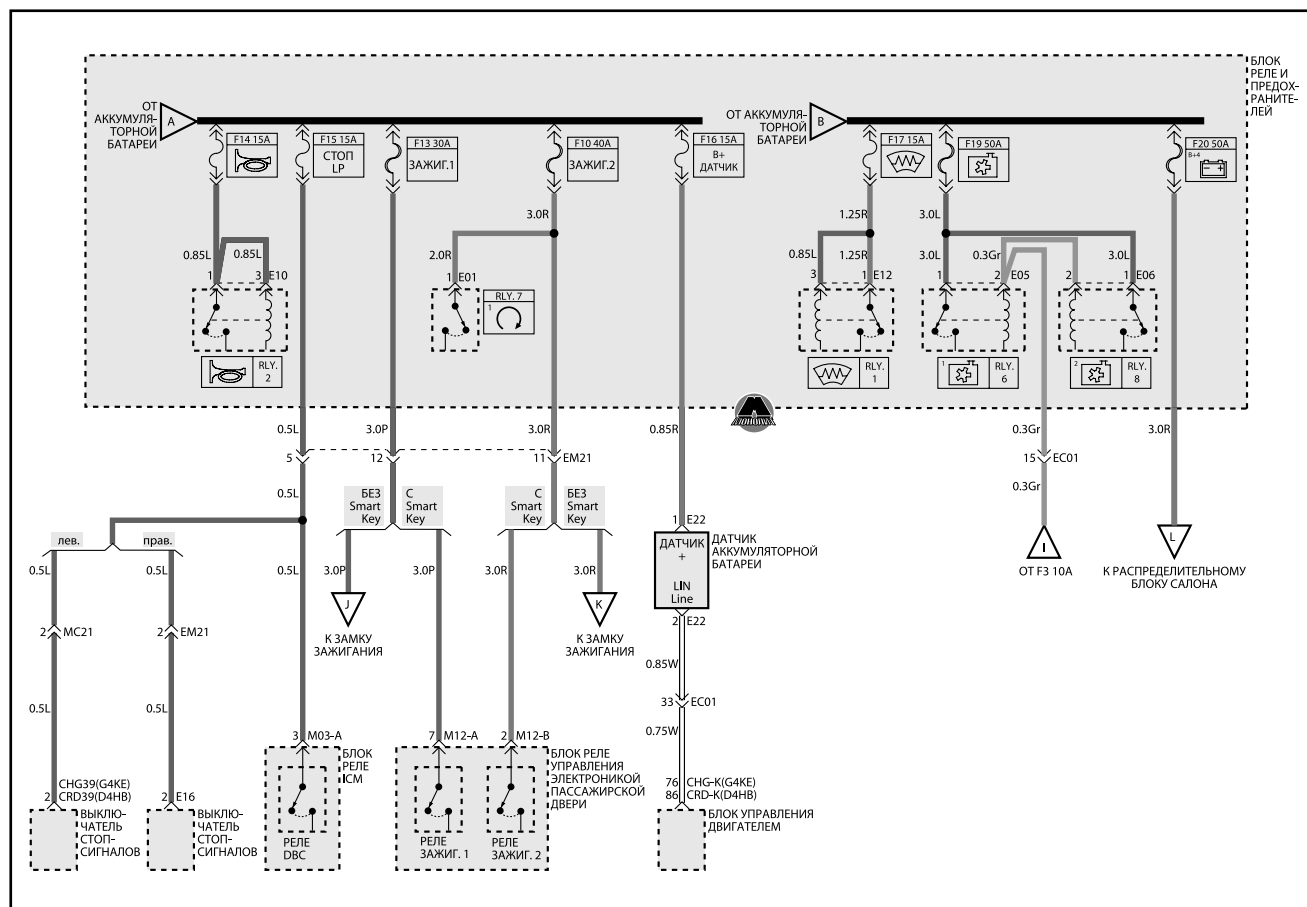 БЛОК
РЕЛЕ И
ПРЕДОХ-
РАНИТЕ-
ЛЕЙ
ОТ
АККУМУЛЯ-
ТОРНОЙ
БАТАРЕИ
A
ОТ АККУМУЛЯ-
ТОРНОЙ
БАТАРЕИ
B
F14 15A
F15 15A
СТОП
LP
F13 30A
ЗАЖИГ.1
F10 40A
ЗАЖИГ.2
F16 15A
B+
ДАТЧИК
F17 15A
F19 50A
F20 50A
B+4
3.0R
1.25R
3.0L
0.85L
0.85L
2.0R
0.85L
1.25R
3.0L
0.3Gr
3.0L
1
3
E10
1
E01
3
1
E12
1
2
E05
2
1
E06
RLY. 7
1
RLY.
2
RLY.
1
1
RLY.
6
2
RLY.
8
0.5L
3.0P
3.0R
0.85R
0.3Gr
3.0R
5
12
11
EM21
15
EC01
0.5L
БЕЗ
Smart
Key
С
Smart
Key
С
Smart
Key
БЕЗ
Smart
Key
0.3Gr
1
E22
лев.
прав.
ДАТЧИК
+
LIN
Line
ДАТЧИК
АККУМУЛЯТОРНОЙ
БАТАРЕИ
I
L
0.5L
0.5L
0.5L
3.0P
3.0P
3.0R
3.0R
ОТ F3 10A
К РАСПРЕДЕЛИТЕЛЬНОМУ
БЛОКУ САЛОНА
J
K
2
E22
2
MC21
2
EM21
К ЗАМКУ
ЗАЖИГАНИЯ
К ЗАМКУ
ЗАЖИГАНИЯ
0.85W
33
EC01
0.5L
0.5L
0.75W
3
M03-A
7
M12-A
2
M12-B
БЛОК
РЕЛЕ
ICM
БЛОК РЕЛЕ
УПРАВЛЕНИЯ
ЭЛЕКТРОНИКОЙ
ПАССАЖИРСКОЙ
ДВЕРИ
CHG39(G4KE)
2
CRD39(D4HB)
2
E16
76
CHG-K(G4KE)
86
CRD-K(D4HB)
ВЫКЛЮ-
ЧАТЕЛЬ
СТОП-
СИГНАЛОВ
ВЫКЛЮ-
ЧАТЕЛЬ
СТОП-
СИГНАЛОВ
РЕЛЕ
DBC
РЕЛЕ
ЗАЖИГ. 1
РЕЛЕ
ЗАЖИГ. 2
БЛОК УПРАВЛЕНИЯ
ДВИГАТЕЛЕМ